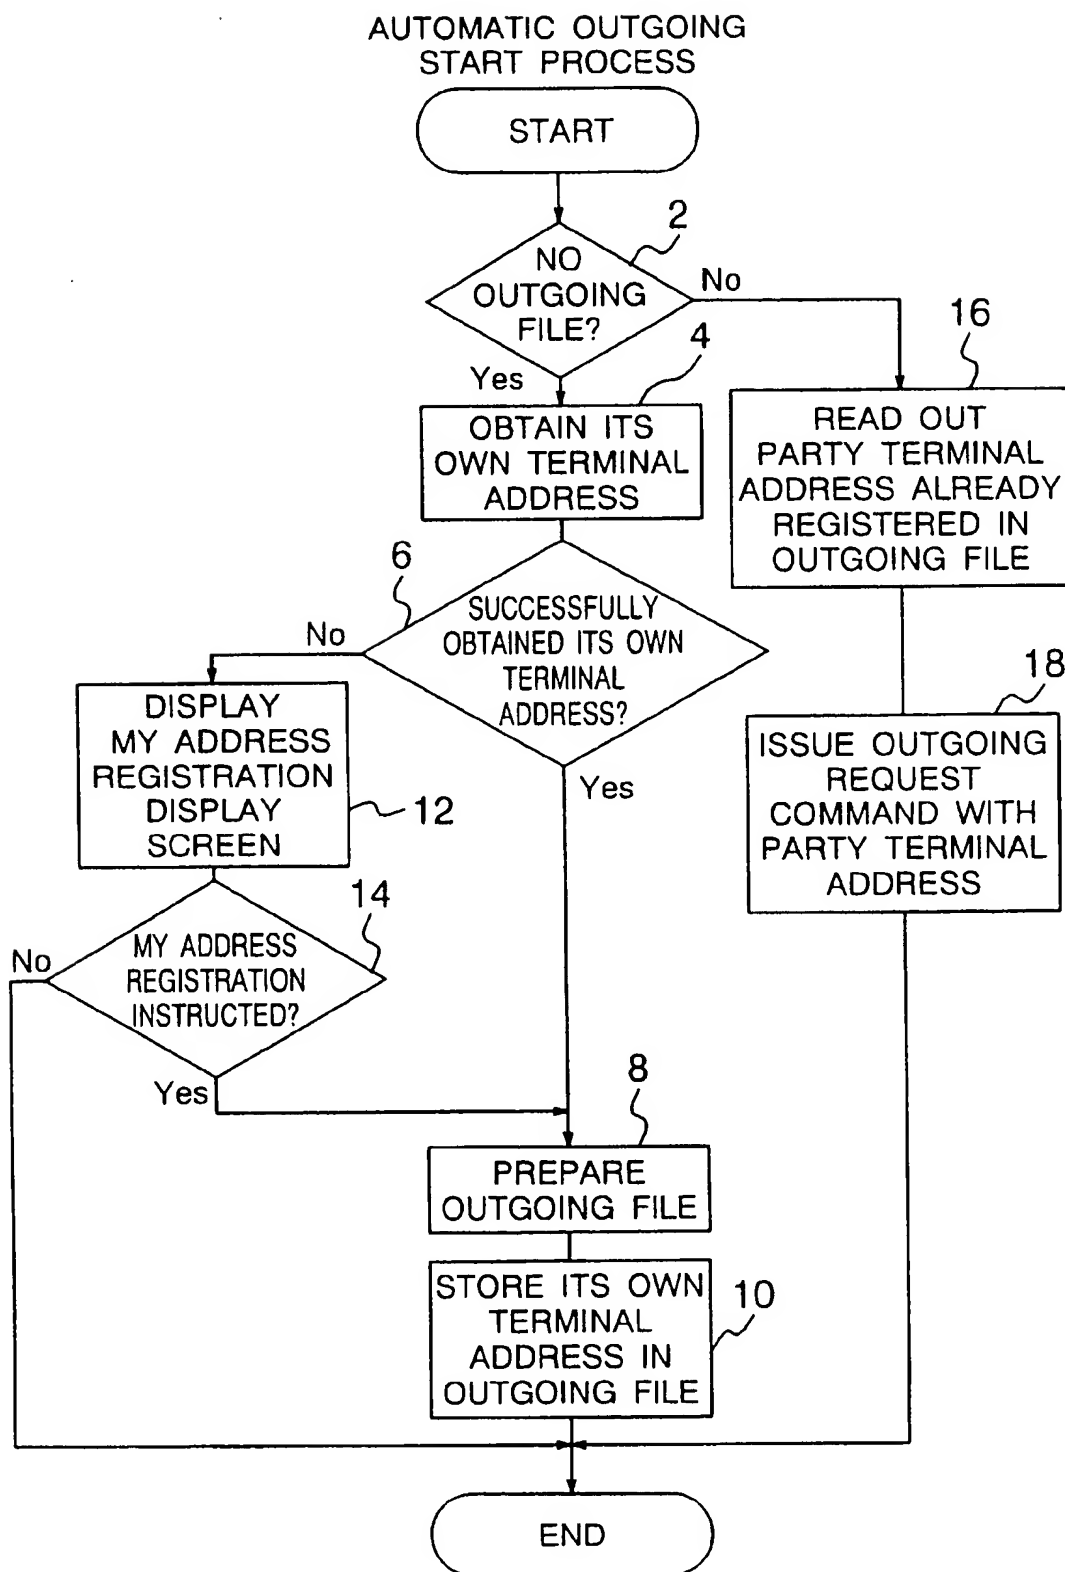 AUTOMATIC OUTGOING
START PROCESS
START
2
NO
OUTGOING
FILE?
No
Yes
4
OBTAIN ITS
OWN TERMINAL
ADDRESS
16
READ OUT
PARTY TERMINAL
ADDRESS ALREADY
REGISTERED IN
OUTGOING FILE
6
SUCCESSFULLY
OBTAINED ITS OWN
TERMINAL
ADDRESS?
No
Yes
18
ISSUE OUTGOING
REQUEST
COMMAND WITH
PARTY TERMINAL
ADDRESS
DISPLAY
MY ADDRESS
REGISTRATION
DISPLAY
SCREEN
12
14
MY ADDRESS
REGISTRATION
INSTRUCTED?
No
Yes
8
PREPARE
OUTGOING FILE
STORE ITS OWN
TERMINAL
ADDRESS IN
OUTGOING FILE
10
END